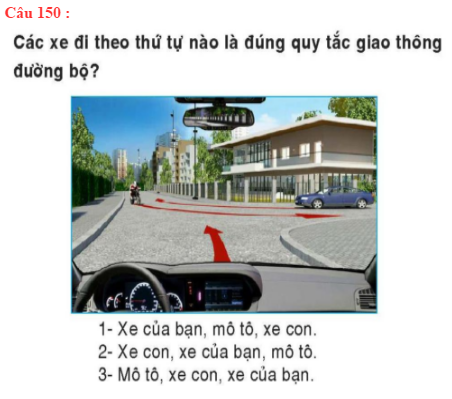 Câu 150 :
Các xe đi theo thứ tự nào là đúng quy tắc giao thông
đường bộ?
1- Xe của bạn, mô tô, xe con.
2- Xe con, xe của bạn, mô tô.
3- Mô tô, xe con, xe của bạn.